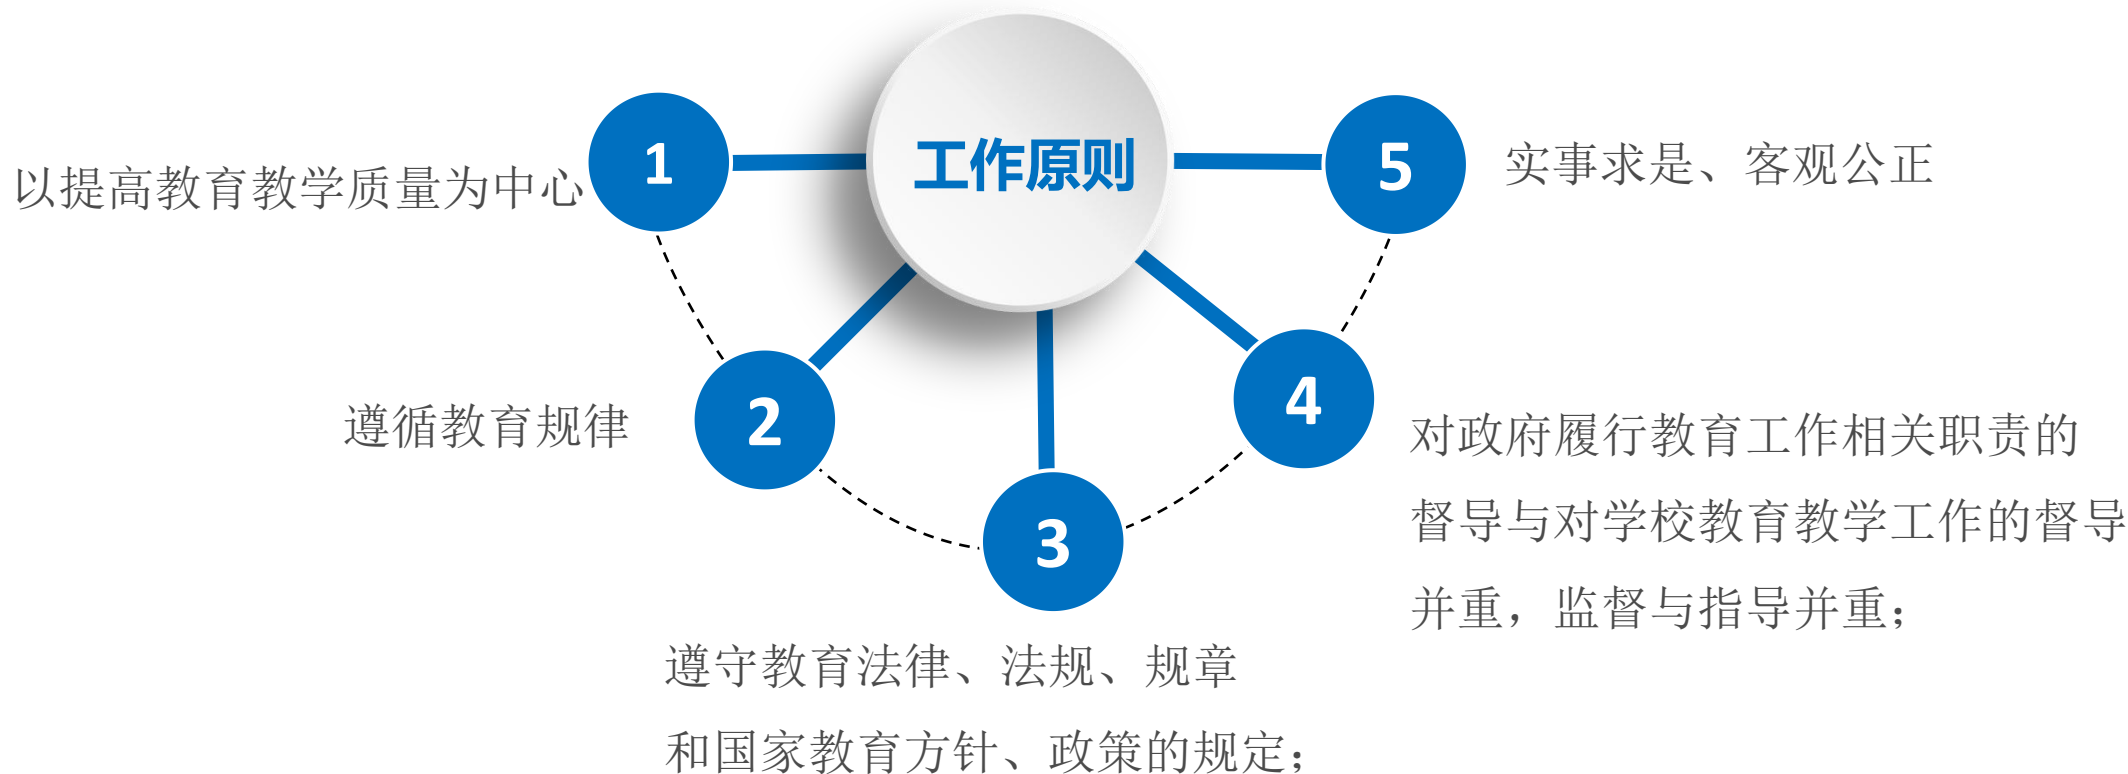 工作原则
1
以提高教育教学质量为中心
2
遵循教育规律
3
遵守教育法律、法规、规章
和国家教育方针、政策的规定；
4
对政府履行教育工作相关职责的
督导与对学校教育教学工作的督导
并重，监督与指导并重；
5
实事求是、客观公正